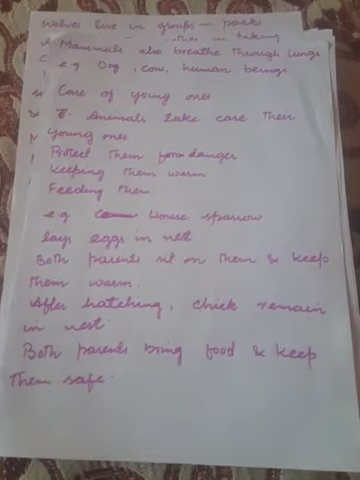 wolves live in groups — packs
in taking
Mammals also breathe through lungs
e.g Dog, cow, human beings
Care of young ones
Animals take care their
young ones
Protect them from danger
Keeping them warm
Feeding them
e.g House sparrow
lays eggs in nest
Both parents sit on them & keep
them warm.
After hatching, chick remain
in nest.
Both parents bring food & keep
them safe.